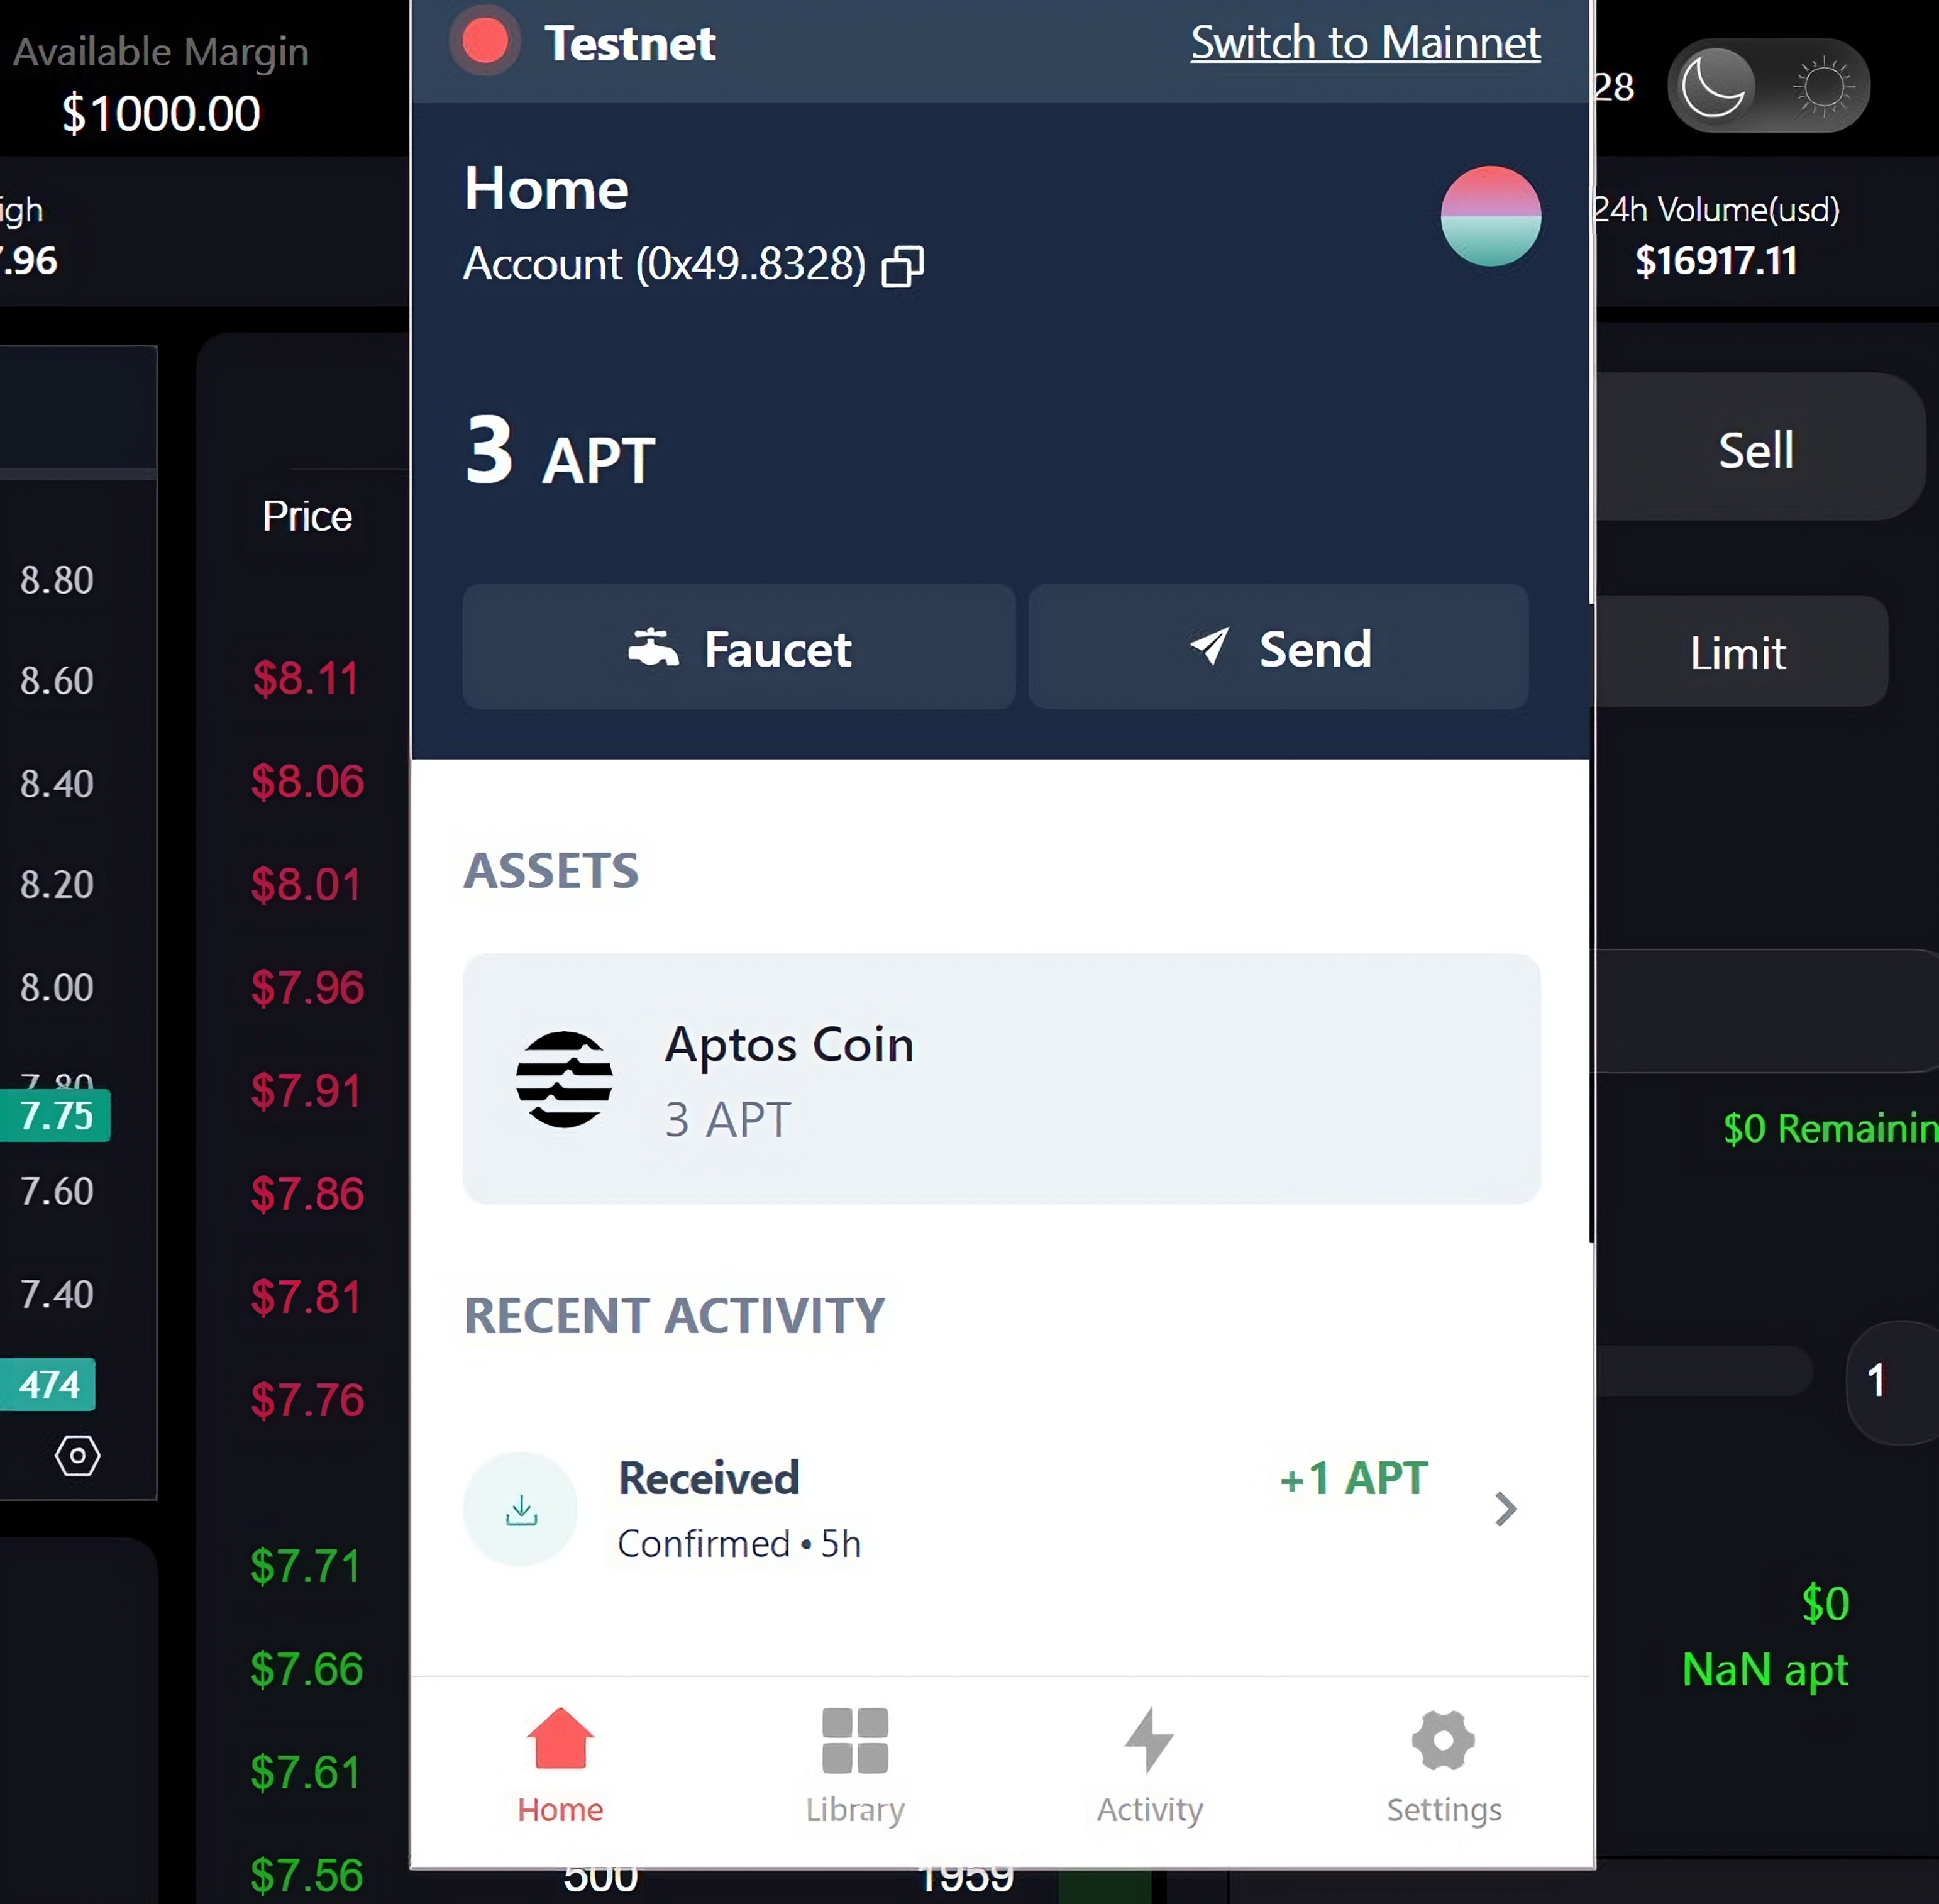 Available Margin
$1000.00
igh
7.96
8.80
8.60
8.40
8.20
8.00
7.80
7.75
7.60
7.40
474
Price
$8.11
$8.06
$8.01
$7.96
$7.91
$7.86
$7.81
$7.76
$7.71
$7.66
$7.61
$7.56
500
1959
Testnet
Switch to Mainnet
Home
Account (0x49..8328)
3 APT
Faucet
Send
ASSETS
Aptos Coin
3 APT
RECENT ACTIVITY
Received
+1 APT
Confirmed • 5h
Home
Library
Activity
Settings
28
24h Volume(usd)
$16917.11
Sell
Limit
$0 Remainin
1
$0
NaN apt